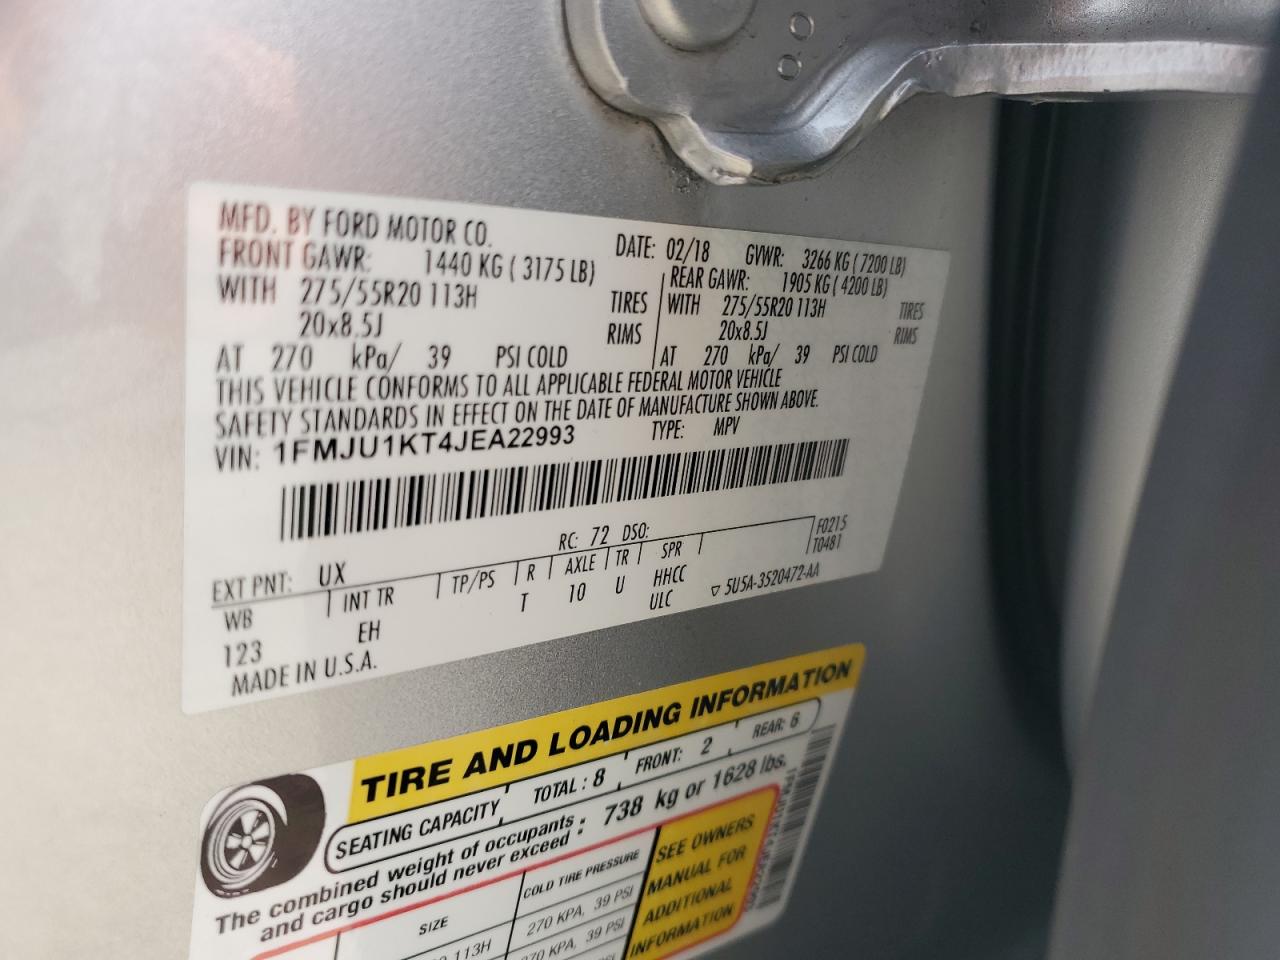 MFD. BY FORD MOTOR CO.
DATE: 02/18 GVWR: 3266 KG ( 7200 LB)
FRONT GAWR: 1440 KG ( 3175 LB) REAR GAWR: 1905 KG ( 4200 LB)
WITH 275/55R20 113H TIRES WITH 275/55R20 113H TIRES
20x8.5J RIMS 20x8.5J RIMS
AT 270 kPa/ 39 PSI COLD AT 270 kPa/ 39 PSI COLD
THIS VEHICLE CONFORMS TO ALL APPLICABLE FEDERAL MOTOR VEHICLE
SAFETY STANDARDS IN EFFECT ON THE DATE OF MANUFACTURE SHOWN ABOVE.
VIN: 1FMJU1KT4JEA22993 TYPE: MPV
EXT PNT: UX RC: 72 DSO: F0215
WB INT TR TP/PS R AXLE TR SPR T0481
123 EH T 10 U HHCC
ULC ▽ 5U5A-3520472-AA
MADE IN U.S.A.
TIRE AND LOADING INFORMATION
SEATING CAPACITY TOTAL : 8 FRONT: 2 REAR: 6
The combined weight of occupants and cargo should never exceed : 738 kg or 1628 lbs.
SIZE COLD TIRE PRESSURE
113H 270 KPA, 39 PSI
270 KPA, 39 PSI
SEE OWNERS
MANUAL FOR
ADDITIONAL
INFORMATION